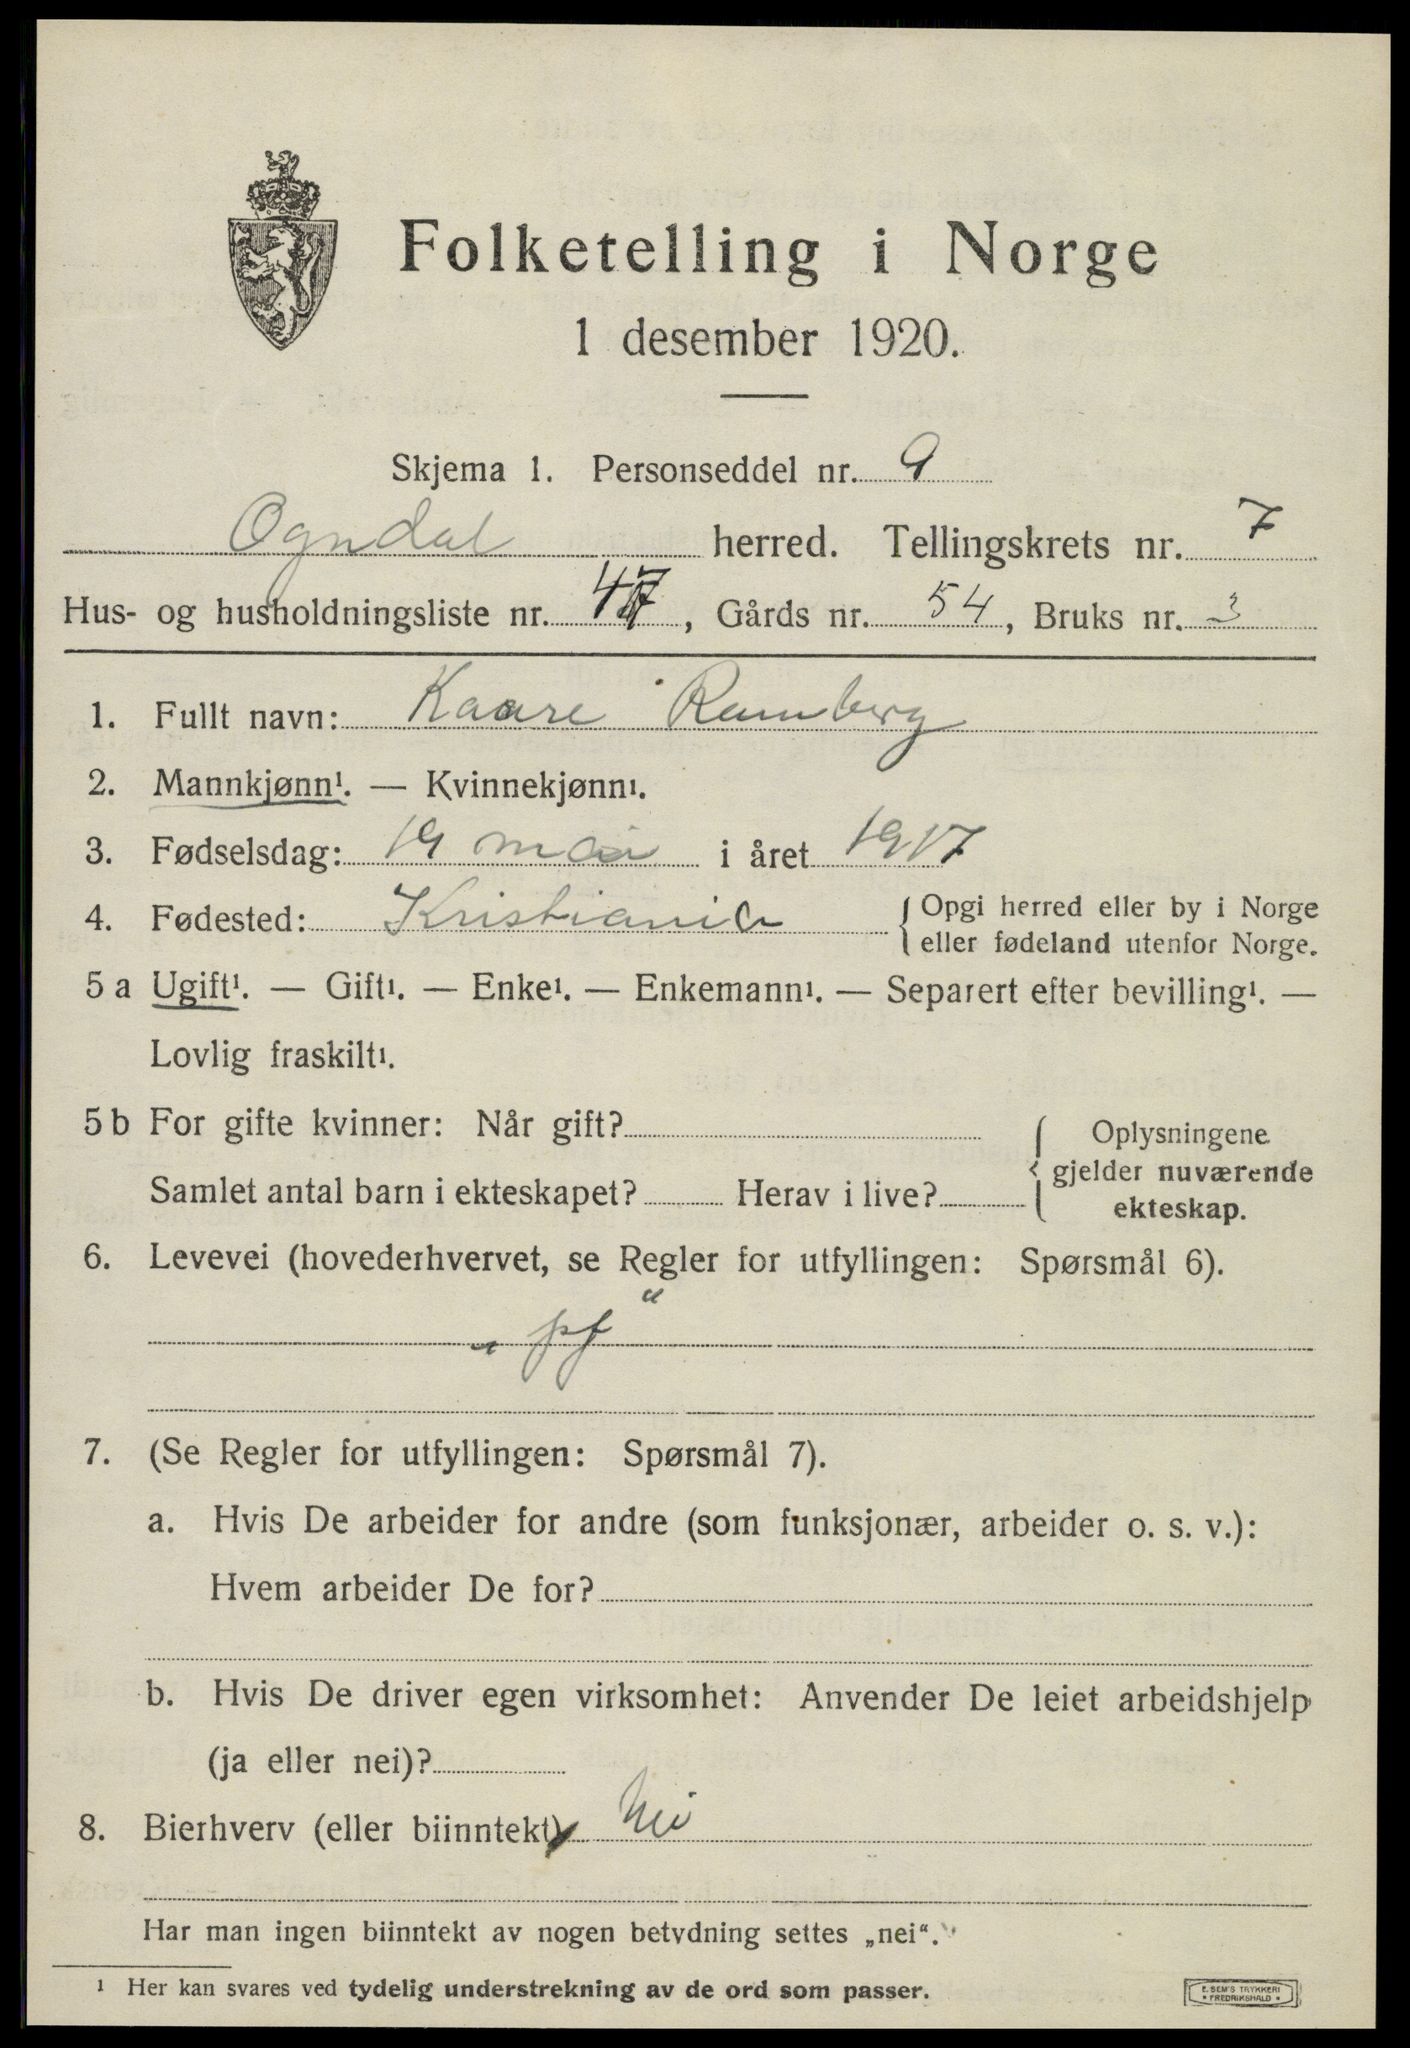 Folketelling i Norge
1 desember 1920.
Skjema 1. Personseddel nr. 9
Ogndal herred. Tellingskrets nr. 7
Hus- og husholdningsliste nr. 47, Gårds nr. 54, Bruks nr. 3
1. Fullt navn: Kaare Ramberg
2. Mannkjønn¹. — Kvinnekjønn¹.
3. Fødselsdag: 19 mai i året 1917
4. Fødested: Kristiania { Opgi herred eller by i Norge
eller fødeland utenfor Norge.
5 a Ugift¹. — Gift¹. — Enke¹. — Enkemann¹. — Separert efter bevilling¹. —
Lovlig fraskilt¹.
5 b For gifte kvinner: Når gift?
Samlet antal barn i ekteskapet? Herav i live?
{ Oplysningene
gjelder nuværende
ekteskap.
6. Levevei (hovederhvervet, se Regler for utfyllingen: Spørsmål 6).
„pf“
7. (Se Regler for utfyllingen: Spørsmål 7).
a. Hvis De arbeider for andre (som funksjonær, arbeider o. s. v.):
Hvem arbeider De for?
b. Hvis De driver egen virksomhet: Anvender De leiet arbeidshjelp
(ja eller nei)?
8. Bierhverv (eller biinntekt) Nei
Har man ingen biinntekt av nogen betydning settes „nei“.
¹ Her kan svares ved tydelig understrekning av de ord som passer.
E. SEM'S TRYKKERI
• FREDRIKSHALD •